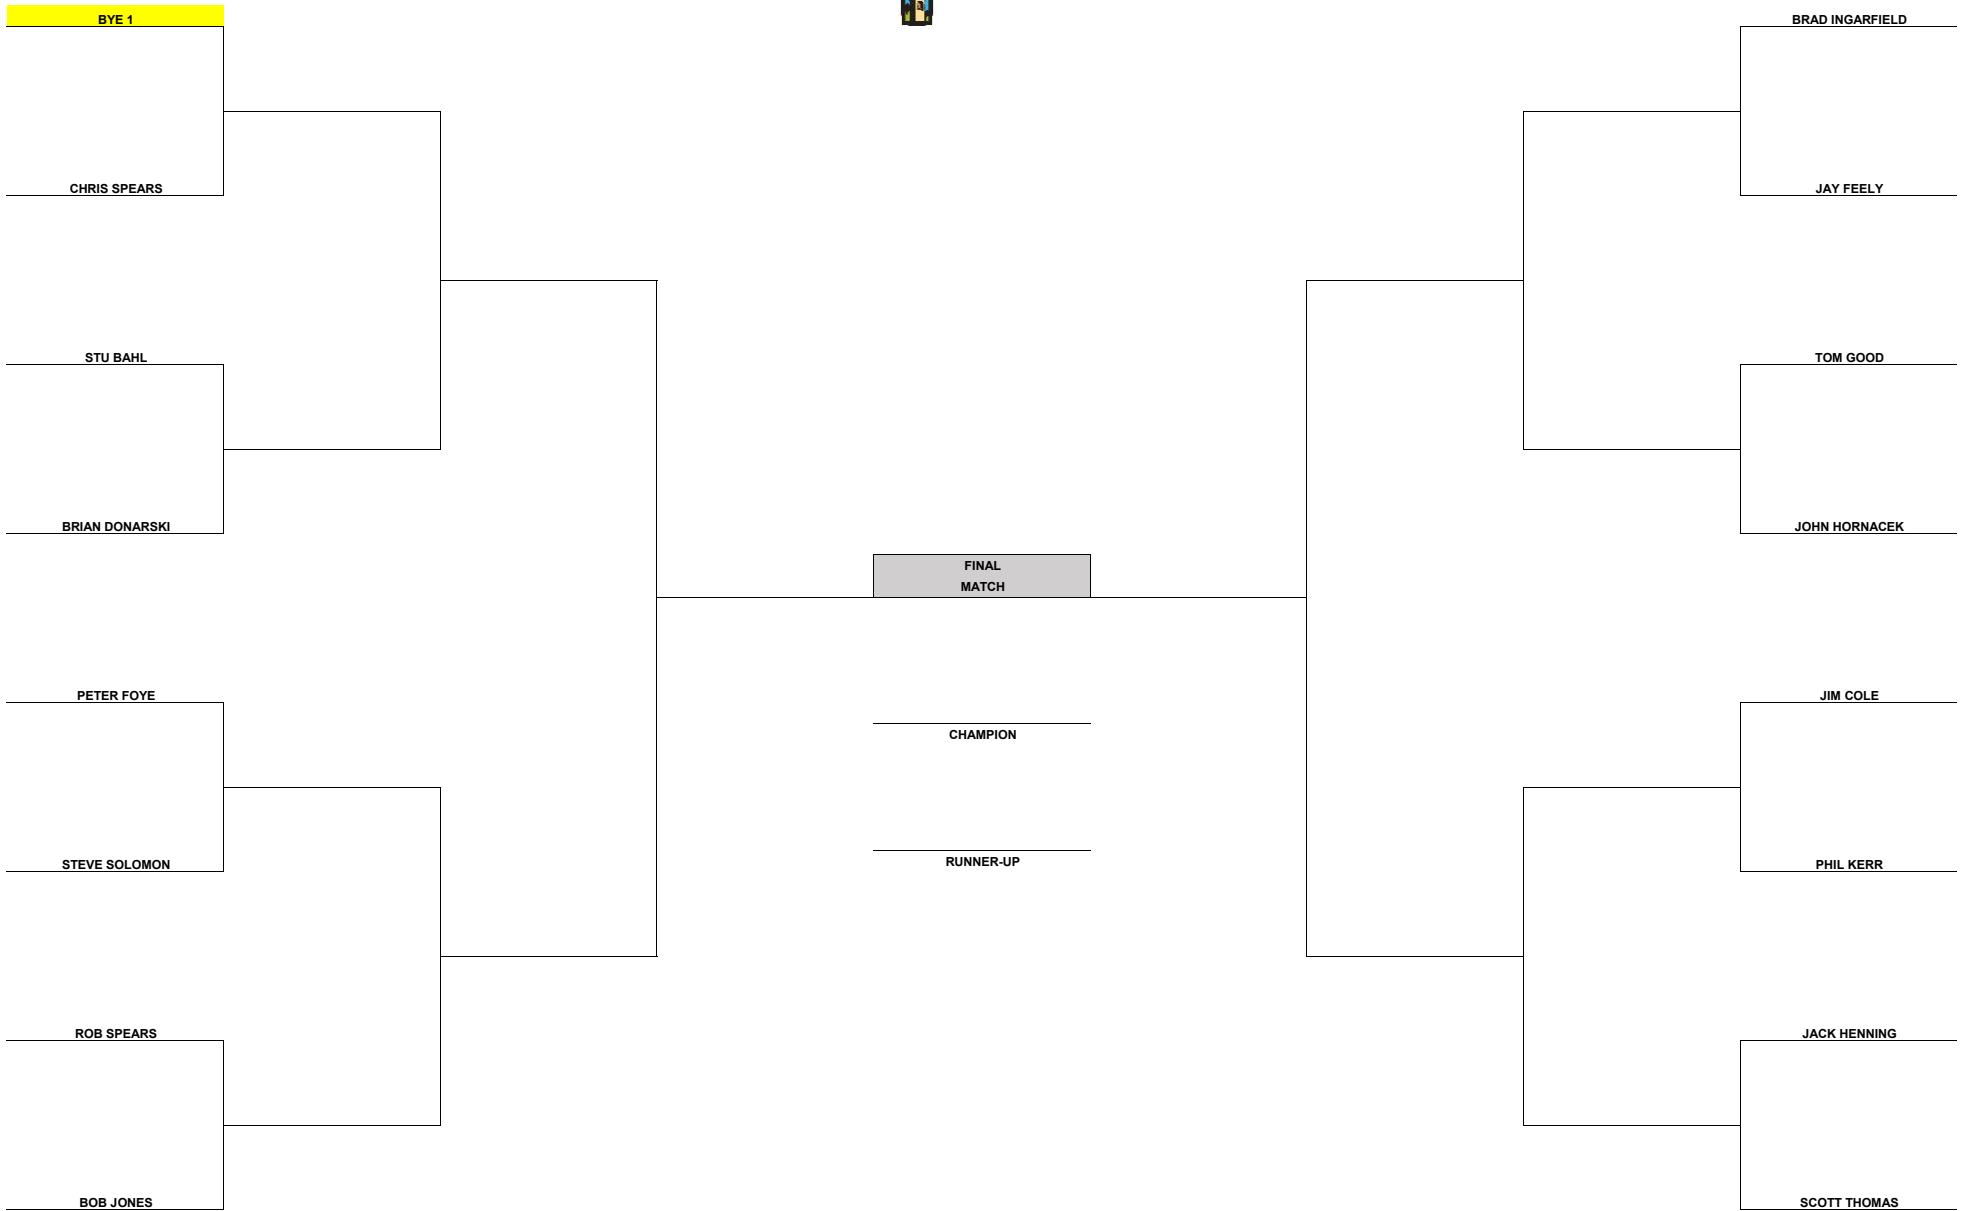 BYE 1
BRAD INGARFIELD
CHRIS SPEARS
JAY FEELY
STU BAHL
TOM GOOD
BRIAN DONARSKI
JOHN HORNACEK
FINAL
MATCH
PETER FOYE
JIM COLE
CHAMPION
STEVE SOLOMON
RUNNER-UP
PHIL KERR
ROB SPEARS
JACK HENNING
BOB JONES
SCOTT THOMAS